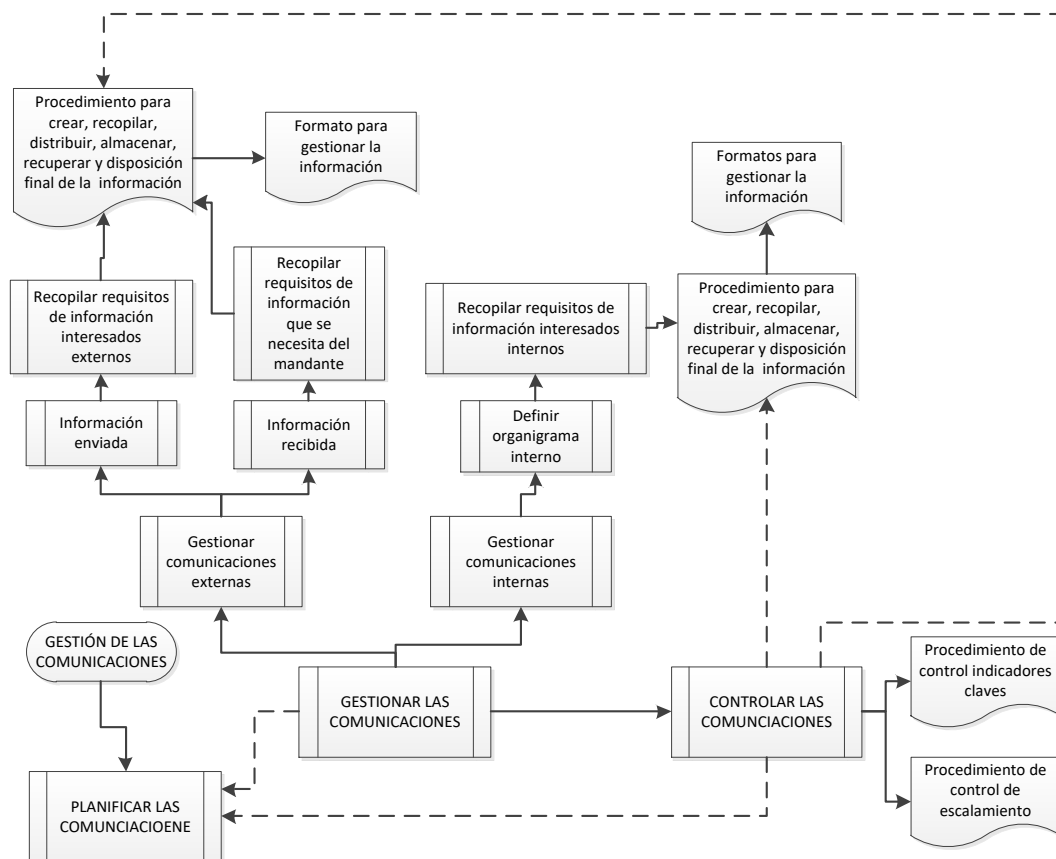 Procedimiento para
crear, recopilar,
distribuir, almacenar,
recuperar y disposición
final de la información
Formato para
gestionar la
información
Formatos para
gestionar la
información
Recopilar requisitos
de información
interesados
externos
Recopilar
requisitos de
información
que se
necesita del
mandante
Recopilar requisitos de
información interesados
internos
Procedimiento para
crear, recopilar,
distribuir, almacenar,
recuperar y disposición
final de la información
Información
enviada
Información
recibida
Definir
organigrama
interno
Gestionar
comunicaciones
externas
Gestionar
comunicaciones
internas
GESTIÓN DE LAS
COMUNICACIONES
GESTIONAR LAS
COMUNICACIONES
CONTROLAR LAS
COMUNCIACIONES
Procedimiento de
control indicadores
claves
PLANIFICAR LAS
COMUNCIACIOENE
Procedimiento de
control de
escalamiento